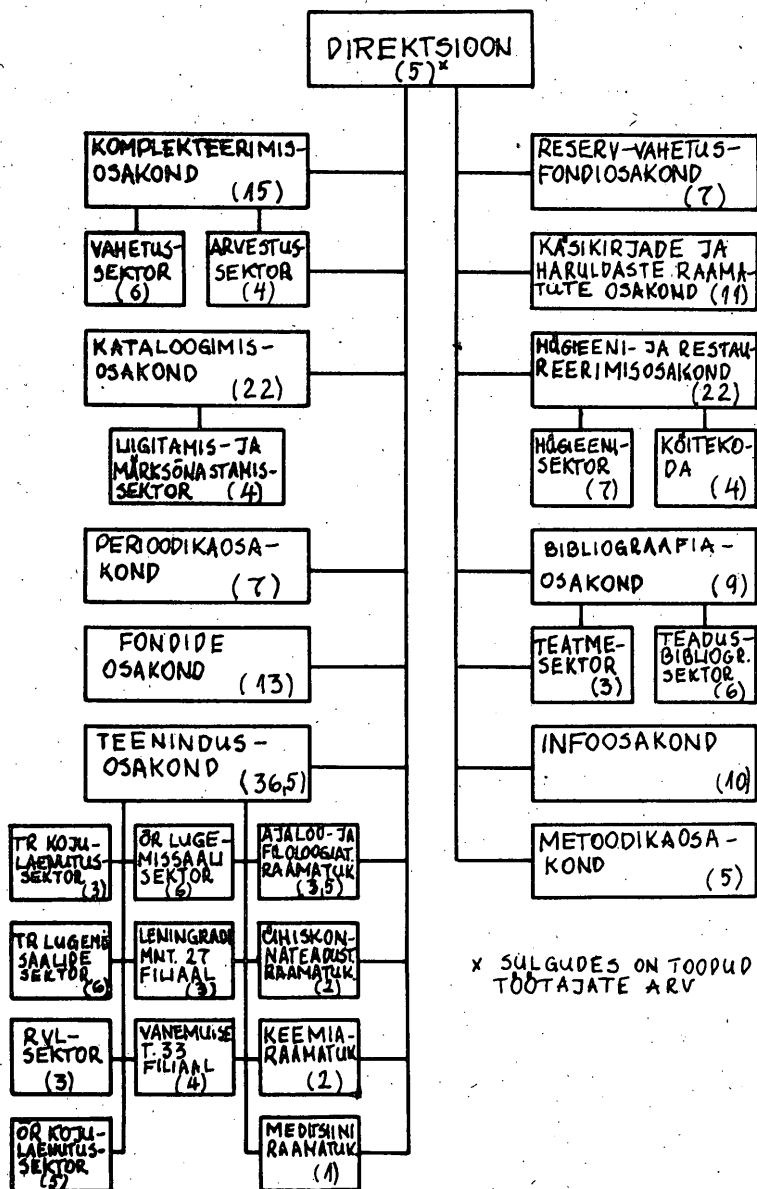 DIREKTSIOON
(5)*
KOMPLEKTEERIMIS-
OSAKOND
(15)
VAHETUS-
SEKTOR
(6)
ARVESTUS-
SEKTOR
(4)
KATALOOGIMIS-
OSAKOND
(22)
LIIGITAMIS- JA
MÄRKSÕNASTAMIS-
SEKTOR (4)
PERIOODIKAOSA-
KOND
(7)
FONDIDE
OSAKOND
(13)
TEENINDUS-
OSAKOND
(36,5)
TR KOJU-
LAENUTUS-
SEKTOR
(3)
ÕR LUGE-
MISSAALI
SEKTOR
(6)
AJALOO- JA
FILOLOOGIAT.
RAAMATUK.
(3,5)
TR LUGEMIS
SAALIDE
SEKTOR
(6)
LENINGRADI
MNT. 27
FILIAAL
(3)
ÜHISKON-
NATEADUST.
RAAMATUK.
RVL-
SEKTOR
(3)
VANEMUISE
T. 33
FILIAAL
(4)
KEEMIA-
RAAMATUK.
(2)
ÕR KOJU-
LAENUTUS-
SEKTOR
(5)
MEDITSIINI
RAAMATUK.
(1)
RESERV-VAHETUS-
FONDIOSAKOND
(7)
KÄSIKIRJADE JA
HARULDASTE RAAMA-
TUTE OSAKOND (11)
HÜGIEENI- JA RESTAU-
REERIMISOSAKOND
(22)
HÜGIEENI-
SEKTOR
(7)
KÖITEKO-
DA
(4)
BIBLIOGRAAFIA-
OSAKOND (9)
TEATME-
SEKTOR
(3)
TEADUS-
BIBLIOGR.
SEKTOR
(6)
INFOOSAKOND
(10)
METOODIKAOSA-
KOND
(5)
* SULGUDES ON TOODUD
TÖÖTAJATE ARV